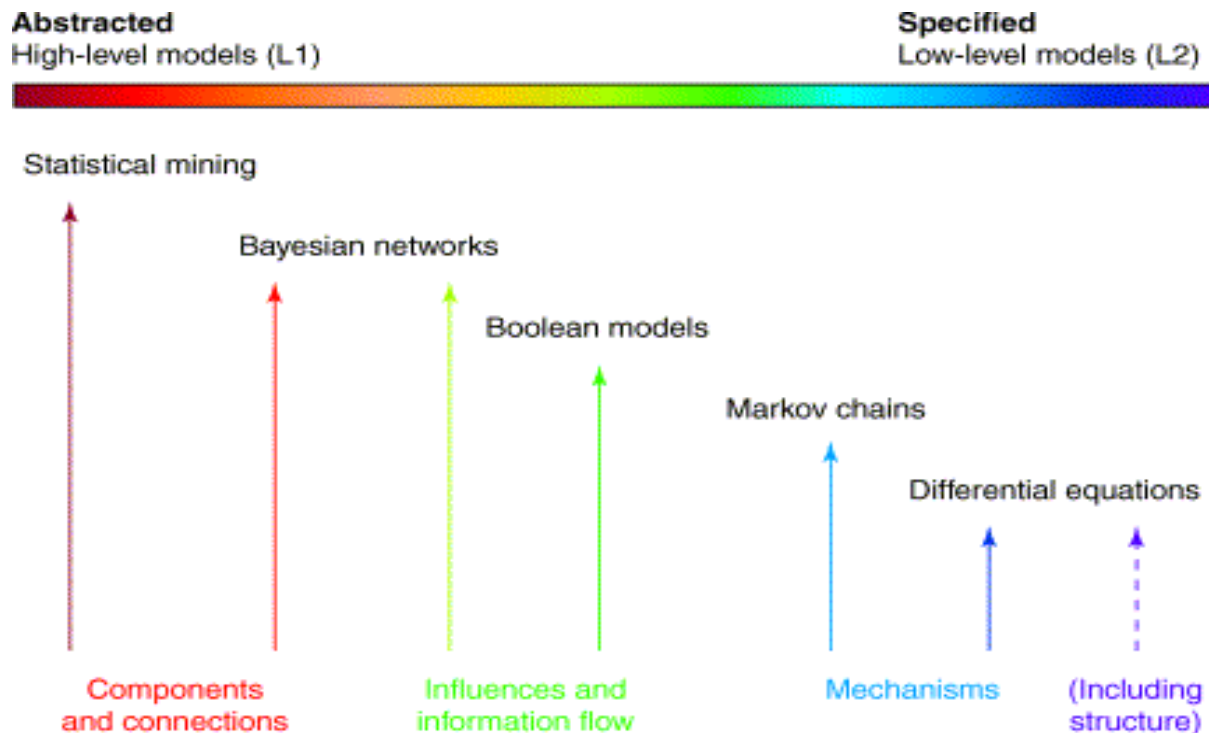 Abstracted
High-level models (L1)
Specified
Low-level models (L2)
Statistical mining
Bayesian networks
Boolean models
Markov chains
Differential equations
Components
and connections
Influences and
information flow
Mechanisms
(Including
structure)